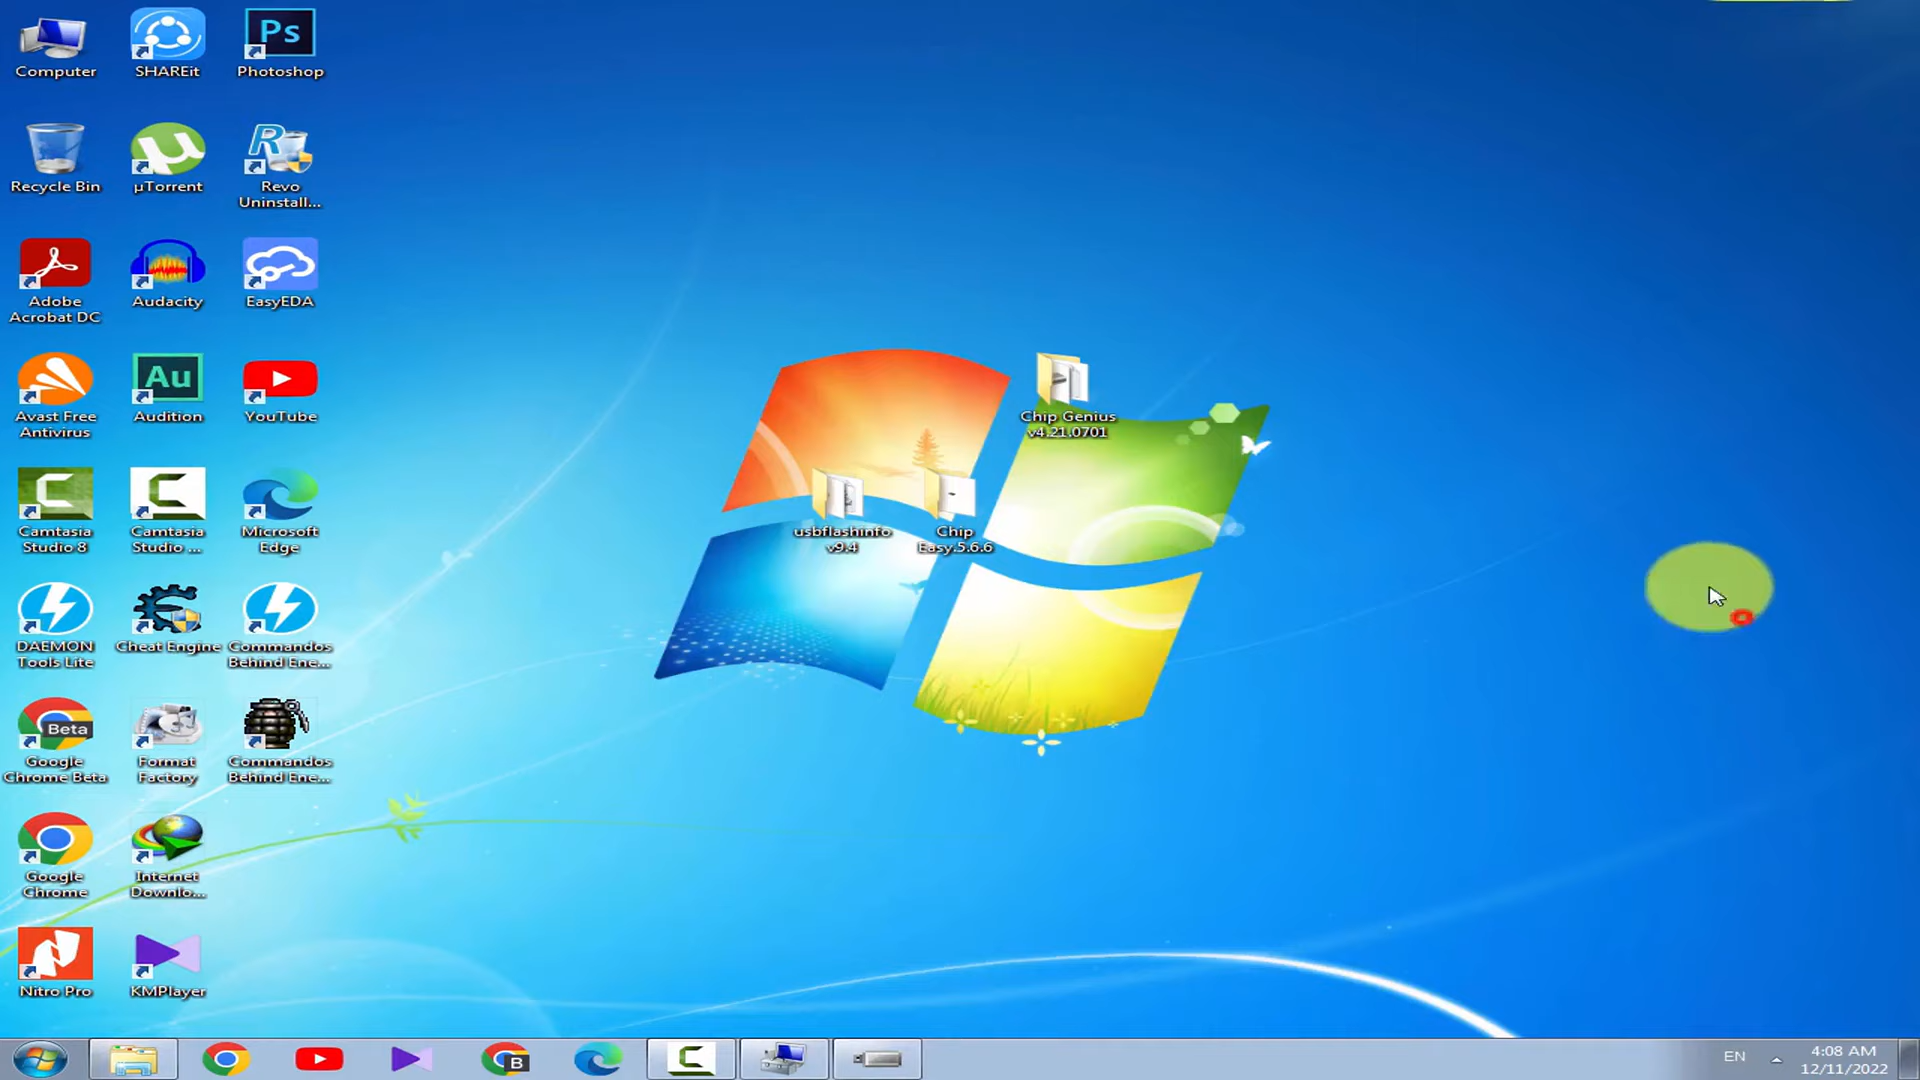 Computer
SHAREit
Ps
Photoshop
Recycle Bin
µ
µTorrent
R
Revo
Uninstall...
Adobe
Acrobat DC
Audacity
EasyEDA
Avast Free
Antivirus
Au
Audition
YouTube
Camtasia
Studio 8
Camtasia
Studio ...
Microsoft
Edge
DAEMON
Tools Lite
Cheat Engine
Commandos
Behind Ene...
Beta
Google
Chrome Beta
Format
Factory
Commandos
Behind Ene...
Google
Chrome
Internet
Downlo...
Nitro Pro
KMPlayer
Chip Genius
v4.21.0701
usbflashinfo
v9.4
Chip
Easy.5.6.6
B
EN
4:08 AM
12/11/2022